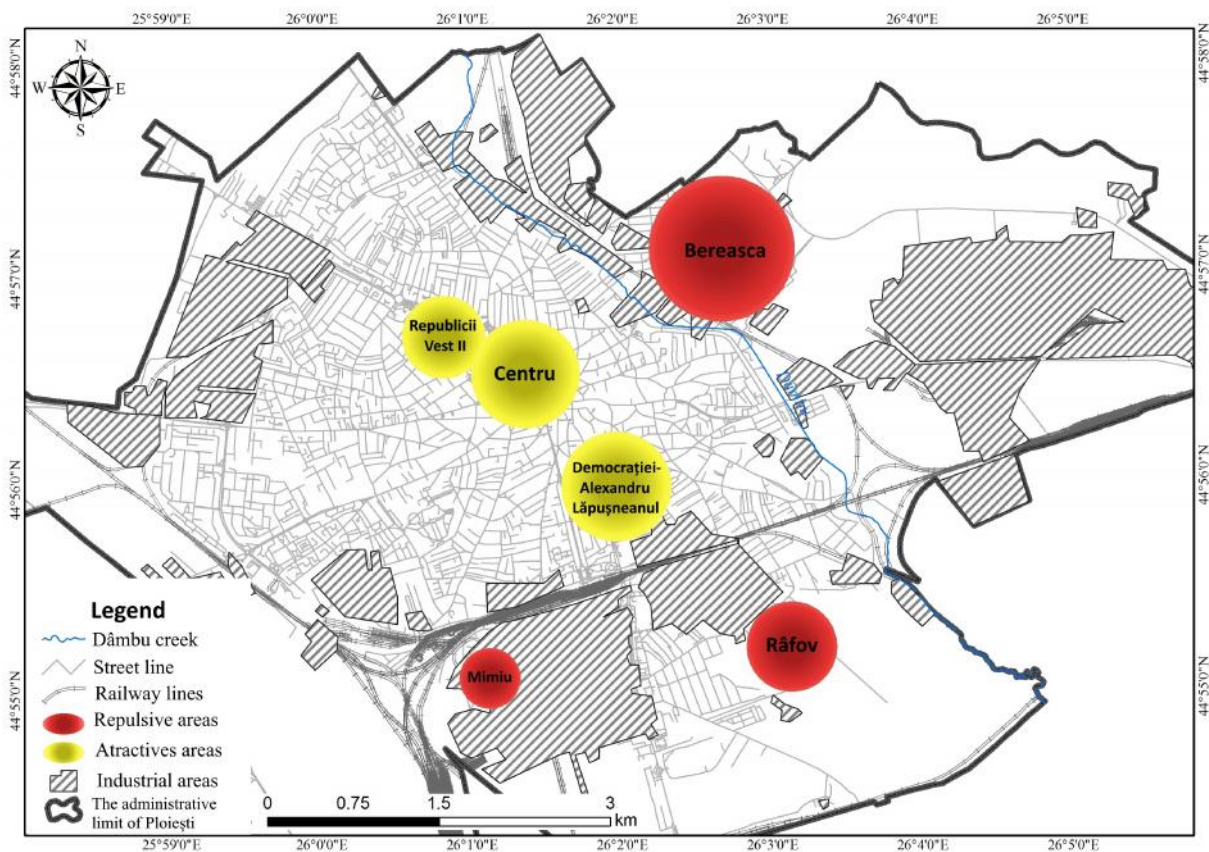 25°59'0"E 26°0'0"E 26°1'0"E 26°2'0"E 26°3'0"E 26°4'0"E 26°5'0"E
44°58'0"N
44°58'0"N
N
W E
S
Bereasca
44°57'0"N
44°57'0"N
Republicii
Vest II
Centru
Dâmbu
Democrației-
Alexandru
Lăpușneanul
44°56'0"N
44°56'0"N
Râfov
Mimiu
44°55'0"N
44°55'0"N
Legend
Dâmbu creek
Street line
Railway lines
Repulsive areas
Atractives areas
Industrial areas
The administrative
limit of Ploiești
0 0.75 1.5 3
km
25°59'0"E 26°0'0"E 26°1'0"E 26°2'0"E 26°3'0"E 26°4'0"E 26°5'0"E